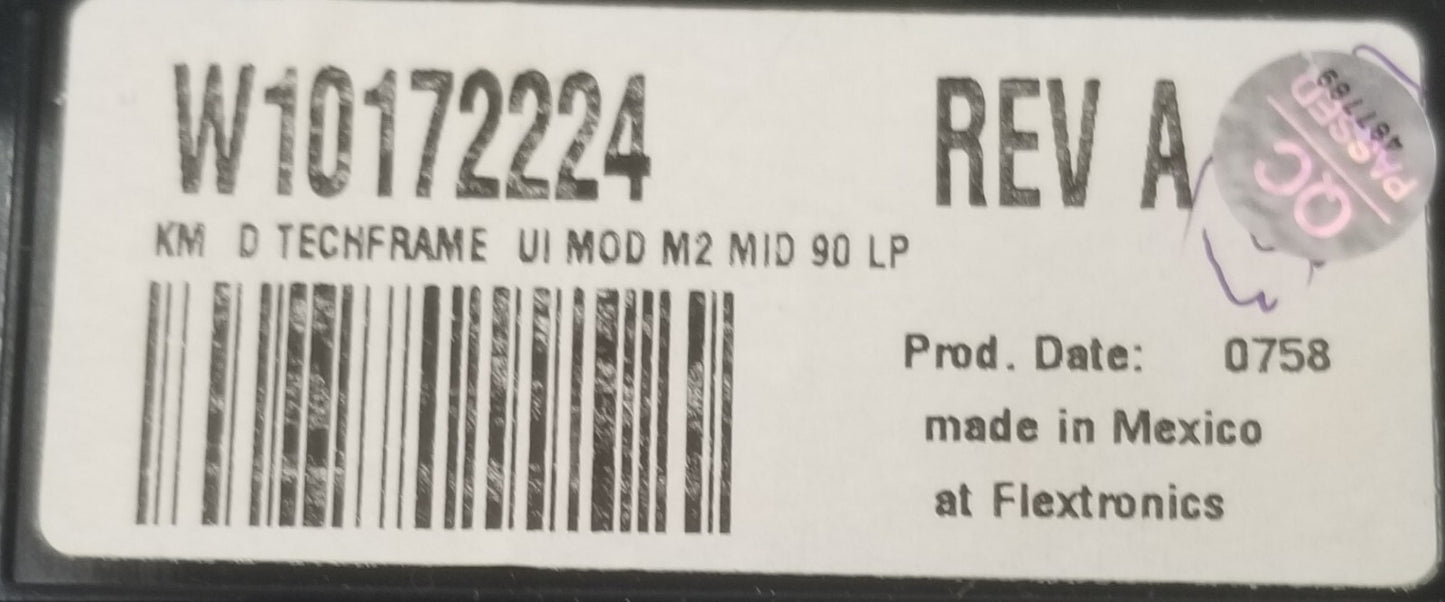 W10172224
REV A
KM D TECHFRAME UI MOD M2 MID 90 LP
QC
PASSED
Prod. Date: 0758
made in Mexico
at Flextronics